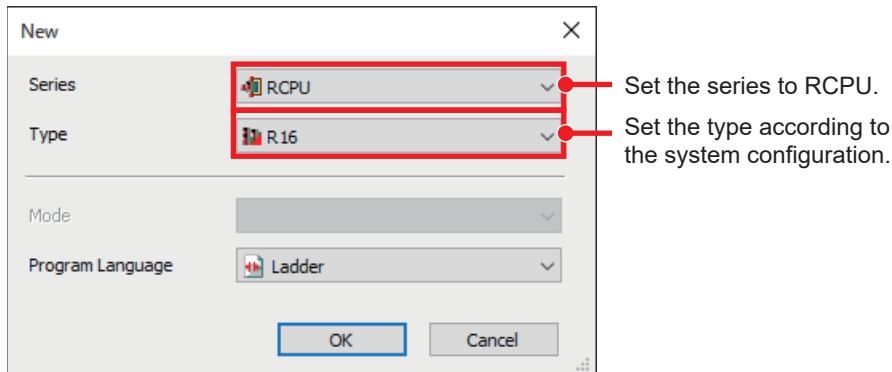 New
Series
RCPU
Set the series to RCPU.
Type
R16
Set the type according to
the system configuration.
Mode
Program Language
Ladder
OK
Cancel